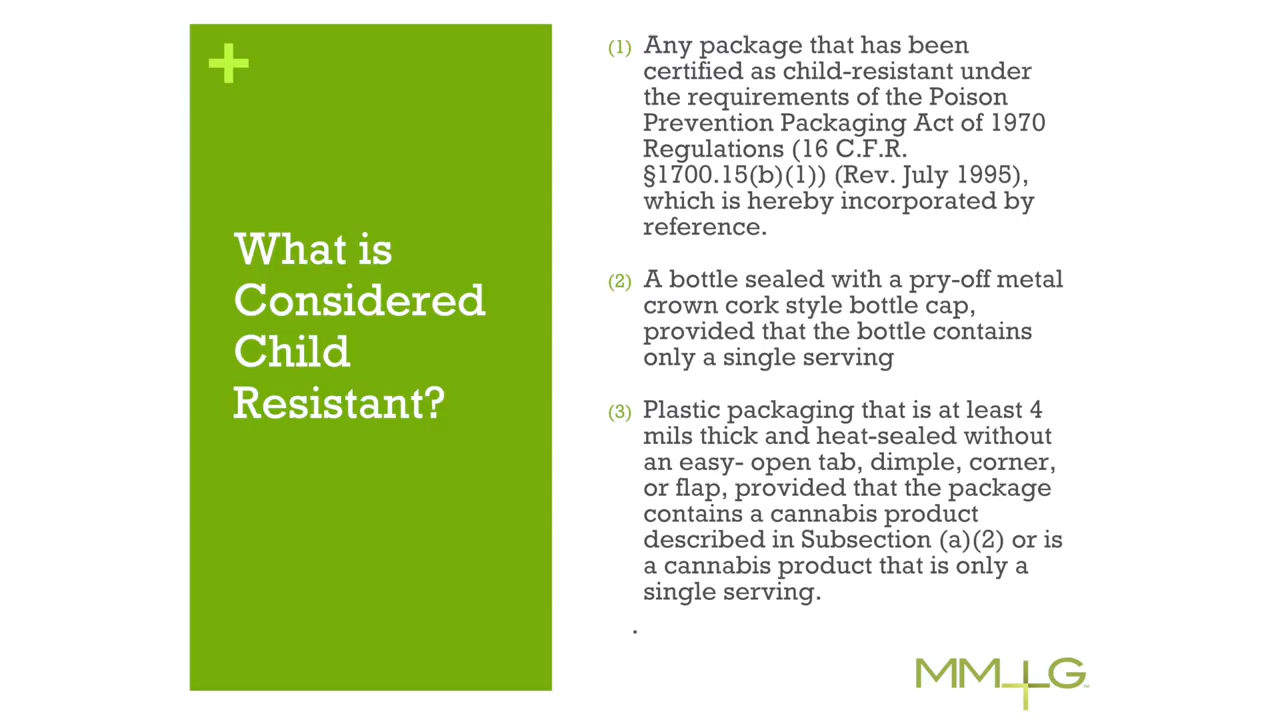 +
What is
Considered
Child
Resistant?
(1) Any package that has been
certified as child-resistant under
the requirements of the Poison
Prevention Packaging Act of 1970
Regulations (16 C.F.R.
§1700.15(b)(1)) (Rev. July 1995),
which is hereby incorporated by
reference.
(2) A bottle sealed with a pry-off metal
crown cork style bottle cap,
provided that the bottle contains
only a single serving
(3) Plastic packaging that is at least 4
mils thick and heat-sealed without
an easy- open tab, dimple, corner,
or flap, provided that the package
contains a cannabis product
described in Subsection (a)(2) or is
a cannabis product that is only a
single serving.
.
MMLG™